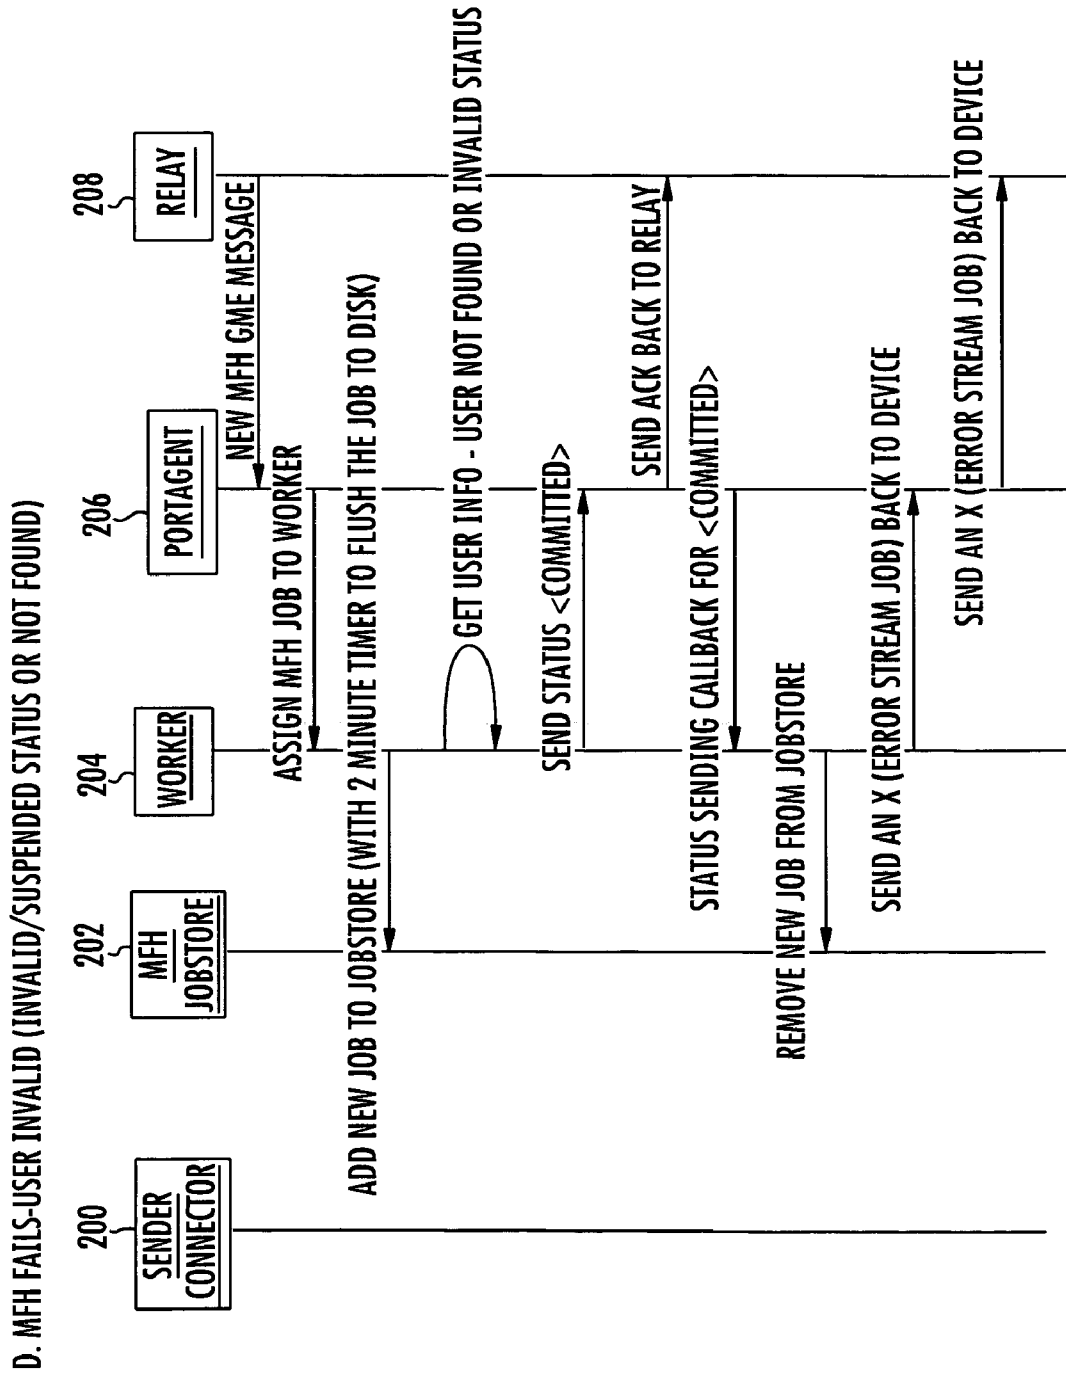 D. MFH FAILS-USER INVALID (INVALID/SUSPENDED STATUS OR NOT FOUND)
200
202
204
206
208
SENDER
CONNECTOR
MFH
JOBSTORE
WORKER
PORTAGENT
RELAY
NEW MFH GME MESSAGE
ASSIGN MFH JOB TO WORKER
ADD NEW JOB TO JOBSTORE (WITH 2 MINUTE TIMER TO FLUSH THE JOB TO DISK)
GET USER INFO - USER NOT FOUND OR INVALID STATUS
SEND STATUS <COMMITTED>
SEND ACK BACK TO RELAY
STATUS SENDING CALLBACK FOR <COMMITTED>
REMOVE NEW JOB FROM JOBSTORE
SEND AN X (ERROR STREAM JOB) BACK TO DEVICE
SEND AN X (ERROR STREAM JOB) BACK TO DEVICE